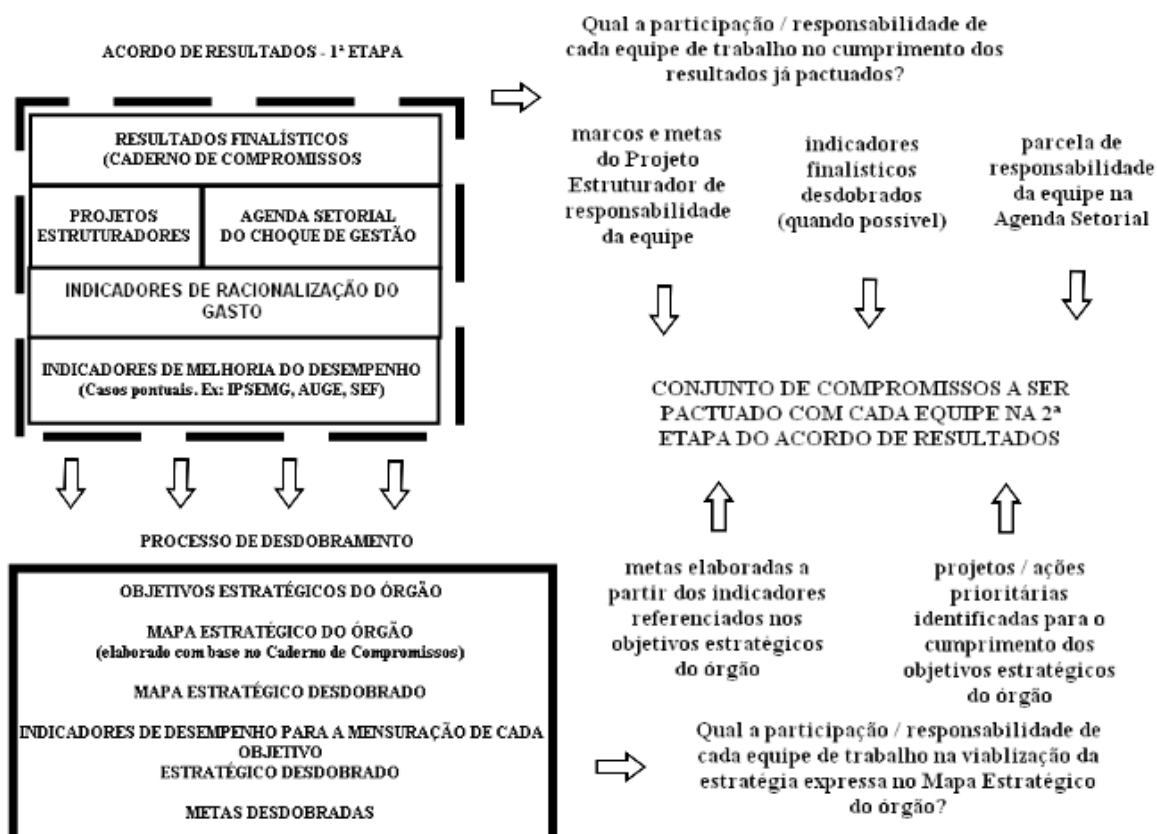 ACORDO DE RESULTADOS - 1ª ETAPA
RESULTADOS FINALÍSTICOS
(CADERNO DE COMPROMISSOS
PROJETOS
ESTRUTURADORES
AGENDA SETORIAL
DO CHOQUE DE GESTÃO
INDICADORES DE RACIONALIZAÇÃO DO
GASTO
INDICADORES DE MELHORIA DO DESEMPENHO
(Casos pontuais. Ex: IPSEMG, AUGE, SEF)
PROCESSO DE DESDOBRAMENTO
OBJETIVOS ESTRATÉGICOS DO ÓRGÃO
MAPA ESTRATÉGICO DO ÓRGÃO
(elaborado com base no Caderno de Compromissos)
MAPA ESTRATÉGICO DESDOBRADO
INDICADORES DE DESEMPENHO PARA A MENSURAÇÃO DE CADA
OBJETIVO
ESTRATÉGICO DESDOBRADO
METAS DESDOBRADAS
Qual a participação / responsabilidade de
cada equipe de trabalho no cumprimento dos
resultados já pactuados?
marcos e metas
do Projeto
Estruturador de
responsabilidade
da equipe
indicadores
finalísticos
desdobrados
(quando possivel)
parcela de
responsabilidade
da equipe na
Agenda Setorial
CONJUNTO DE COMPROMISSOS A SER
PACTUADO COM CADA EQUIPE NA 2ª
ETAPA DO ACORDO DE RESULTADOS
metas elaboradas a
partir dos indicadores
referenciados nos
objetivos estratégicos
do órgão
projetos / ações
prioritárias
identificadas para o
cumprimento dos
objetivos estratégicos
do órgão
Qual a participação / responsabilidade de
cada equipe de trabalho na viablização da
estratégia expressa no Mapa Estratégico
do órgão?